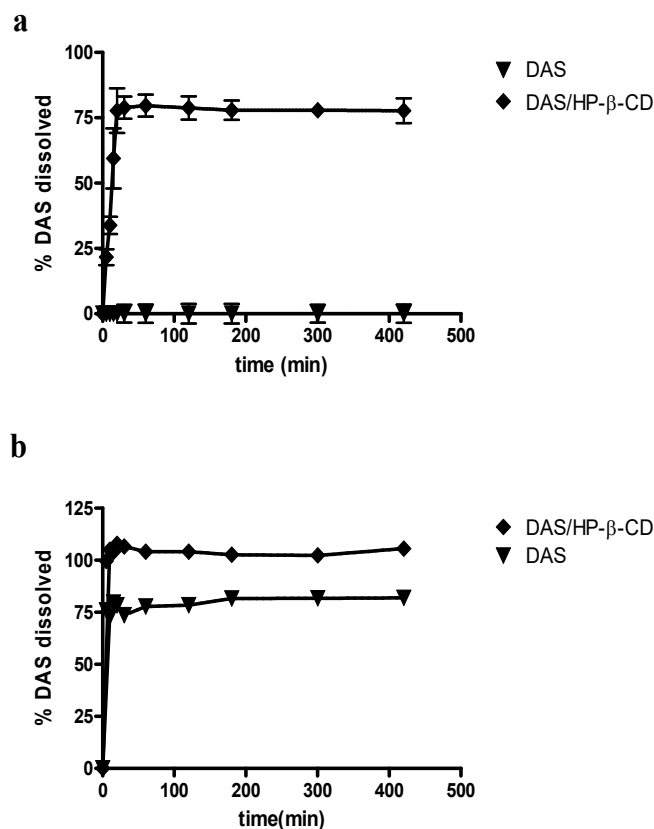 a
100
75
50
25
0
% DAS dissolved
0 100 200 300 400 500
time (min)
DAS
DAS/HP-β-CD
b
125
100
75
50
25
0
% DAS dissolved
0 100 200 300 400 500
time(min)
DAS/HP-β-CD
DAS